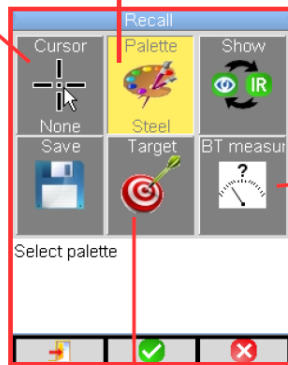 Recall
Cursor Palette Show
IR
None Steel
Save Target BT measur
?
Select palette